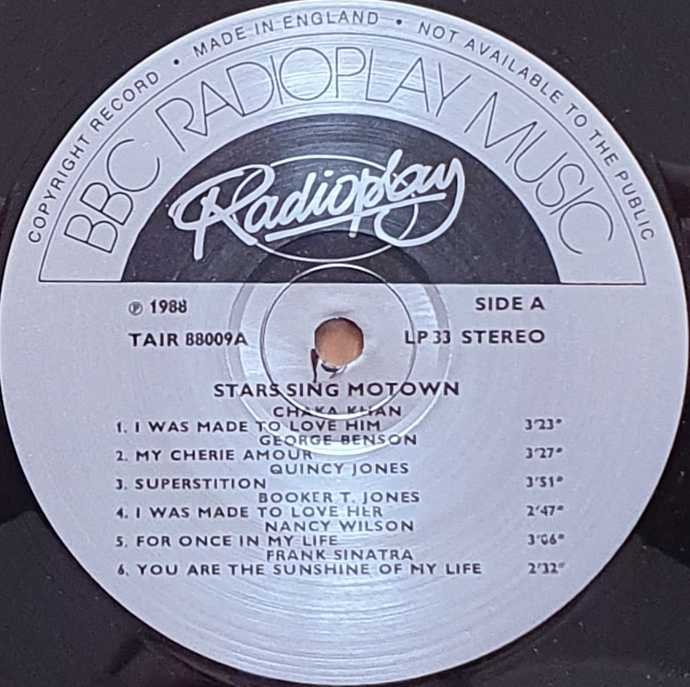 COPYRIGHT RECORD • MADE IN ENGLAND • NOT AVAILABLE TO THE PUBLIC
BBC RADIOPLAY MUSIC
Radioplay
℗ 1988
SIDE A
TAIR 88009A
LP 33 STEREO
STARS SING MOTOWN
CHAKA KHAN
1. I WAS MADE TO LOVE HIM 3'23"
GEORGE BENSON
2. MY CHERIE AMOUR 3'27"
QUINCY JONES
3. SUPERSTITION 3'51"
BOOKER T. JONES
4. I WAS MADE TO LOVE HER 2'47"
NANCY WILSON
5. FOR ONCE IN MY LIFE 3'06"
FRANK SINATRA
6. YOU ARE THE SUNSHINE OF MY LIFE 2'32"